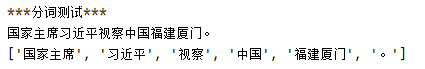 ***分词测试***
国家主席习近平视察中国福建厦门。
['国家主席', '习近平', '视察', '中国', '福建厦门', '。']